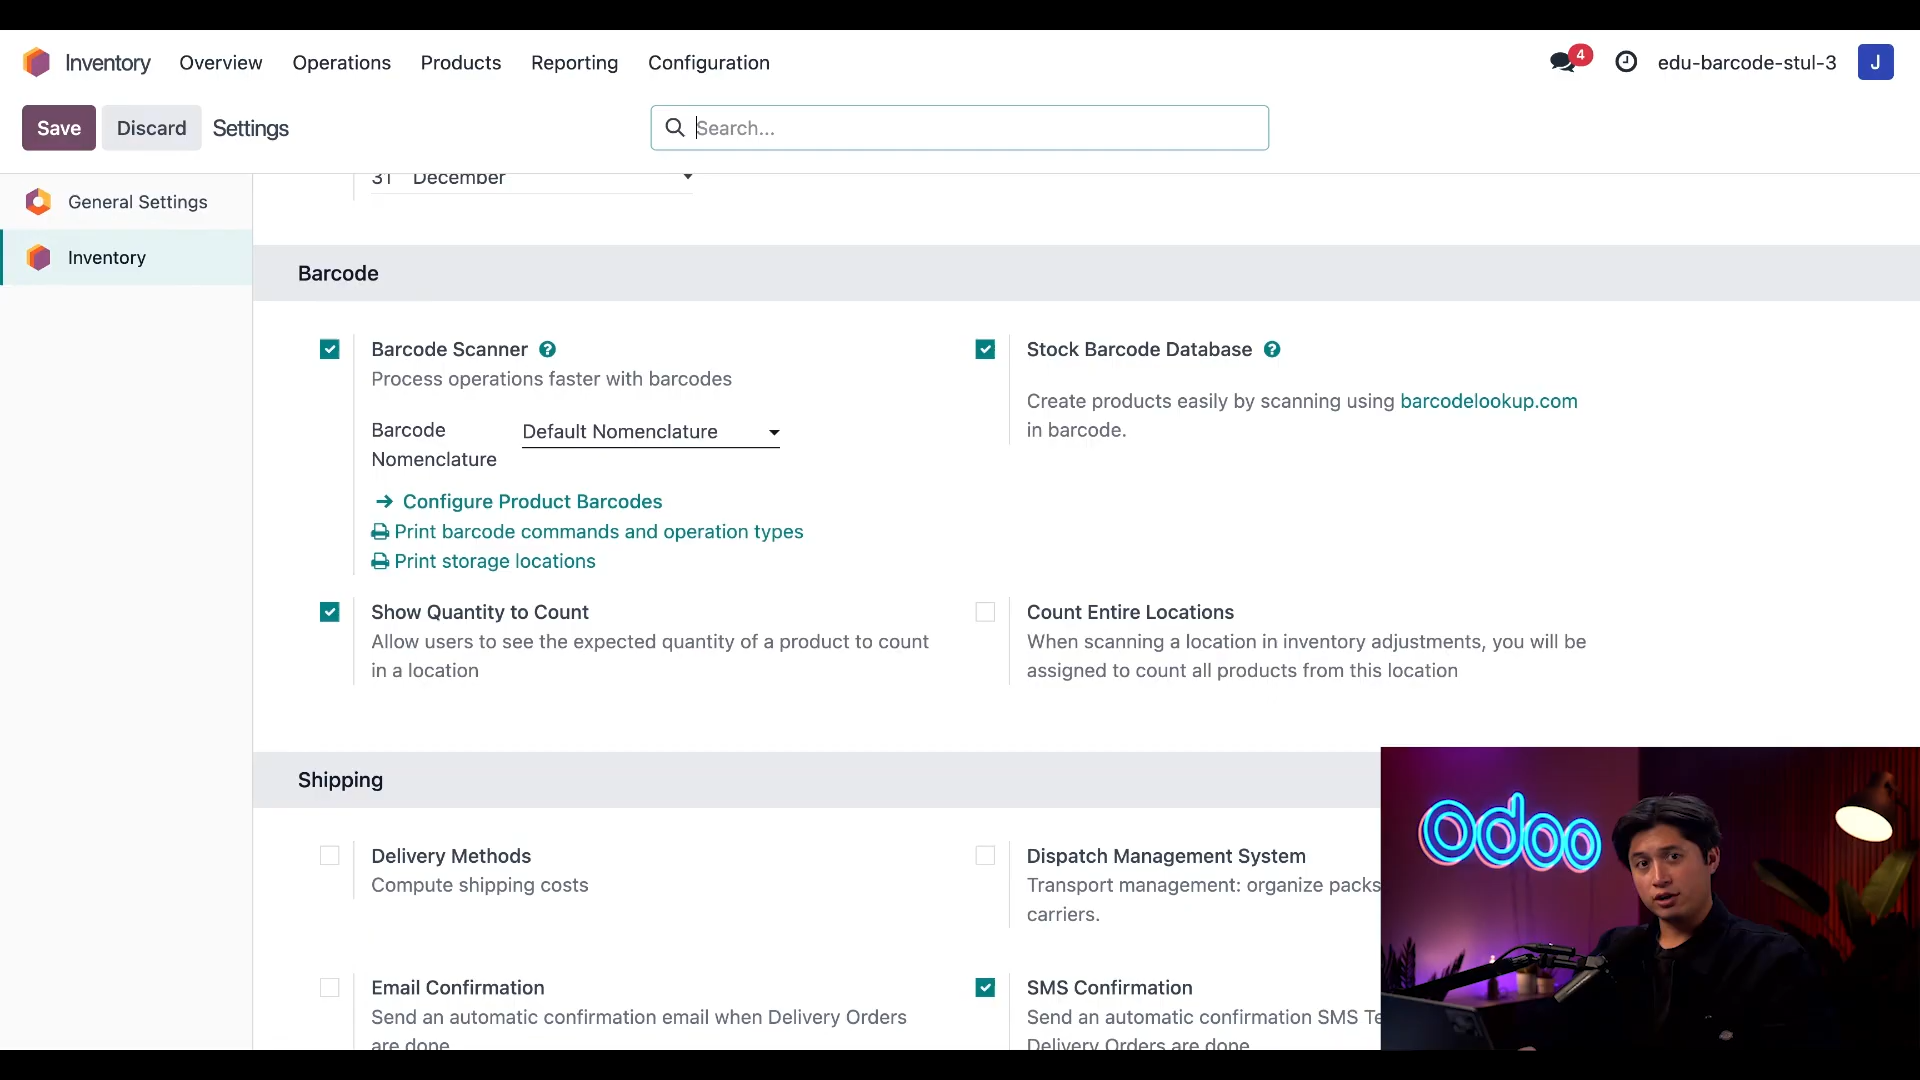 Inventory Overview Operations Products Reporting Configuration 4 edu-barcode-stul-3 J
Save Discard Settings Search...
General Settings
Inventory
31 December
Barcode
Barcode Scanner ?
Process operations faster with barcodes
Barcode Nomenclature
Default Nomenclature
Configure Product Barcodes
Print barcode commands and operation types
Print storage locations
Stock Barcode Database ?
Create products easily by scanning using barcodelookup.com
in barcode.
Show Quantity to Count
Allow users to see the expected quantity of a product to count
in a location
Count Entire Locations
When scanning a location in inventory adjustments, you will be
assigned to count all products from this location
Shipping
Delivery Methods
Compute shipping costs
Dispatch Management System
Transport management: organize packs
carriers.
Email Confirmation
Send an automatic confirmation email when Delivery Orders
are done
SMS Confirmation
Send an automatic confirmation SMS Te
Delivery Orders are done
odoo